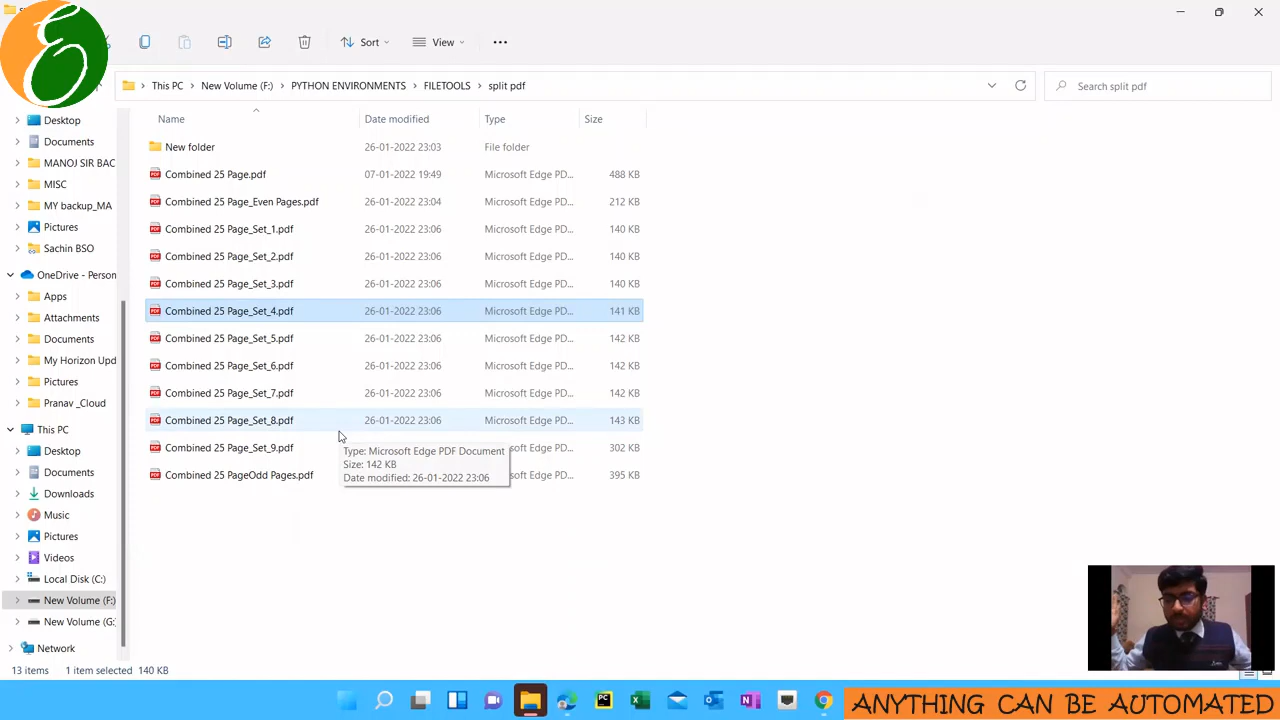 Sort
View
This PC
New Volume (F:)
PYTHON ENVIRONMENTS
FILETOOLS
split pdf
Search split pdf
Name
Date modified
Type
Size
New folder 26-01-2022 23:03 File folder
Combined 25 Page.pdf 07-01-2022 19:49 Microsoft Edge PD... 488 KB
Combined 25 Page_Even Pages.pdf 26-01-2022 23:04 Microsoft Edge PD... 212 KB
Combined 25 Page_Set_1.pdf 26-01-2022 23:06 Microsoft Edge PD... 140 KB
Combined 25 Page_Set_2.pdf 26-01-2022 23:06 Microsoft Edge PD... 140 KB
Combined 25 Page_Set_3.pdf 26-01-2022 23:06 Microsoft Edge PD... 140 KB
Combined 25 Page_Set_4.pdf 26-01-2022 23:06 Microsoft Edge PD... 141 KB
Combined 25 Page_Set_5.pdf 26-01-2022 23:06 Microsoft Edge PD... 142 KB
Combined 25 Page_Set_6.pdf 26-01-2022 23:06 Microsoft Edge PD... 142 KB
Combined 25 Page_Set_7.pdf 26-01-2022 23:06 Microsoft Edge PD... 142 KB
Combined 25 Page_Set_8.pdf 26-01-2022 23:06 Microsoft Edge PD... 143 KB
Combined 25 Page_Set_9.pdf soft Edge PD... 302 KB
Combined 25 PageOdd Pages.pdf soft Edge PD... 395 KB
Type: Microsoft Edge PDF Document
Size: 142 KB
Date modified: 26-01-2022 23:06
Desktop
Documents
MANOJ SIR BAC
MISC
MY backup_MA
Pictures
Sachin BSO
OneDrive - Person
Apps
Attachments
Documents
My Horizon Upd
Pictures
Pranav _Cloud
This PC
Desktop
Documents
Downloads
Music
Pictures
Videos
Local Disk (C:)
New Volume (F:)
New Volume (G:)
Network
13 items
1 item selected 140 KB
ANYTHING CAN BE AUTOMATED